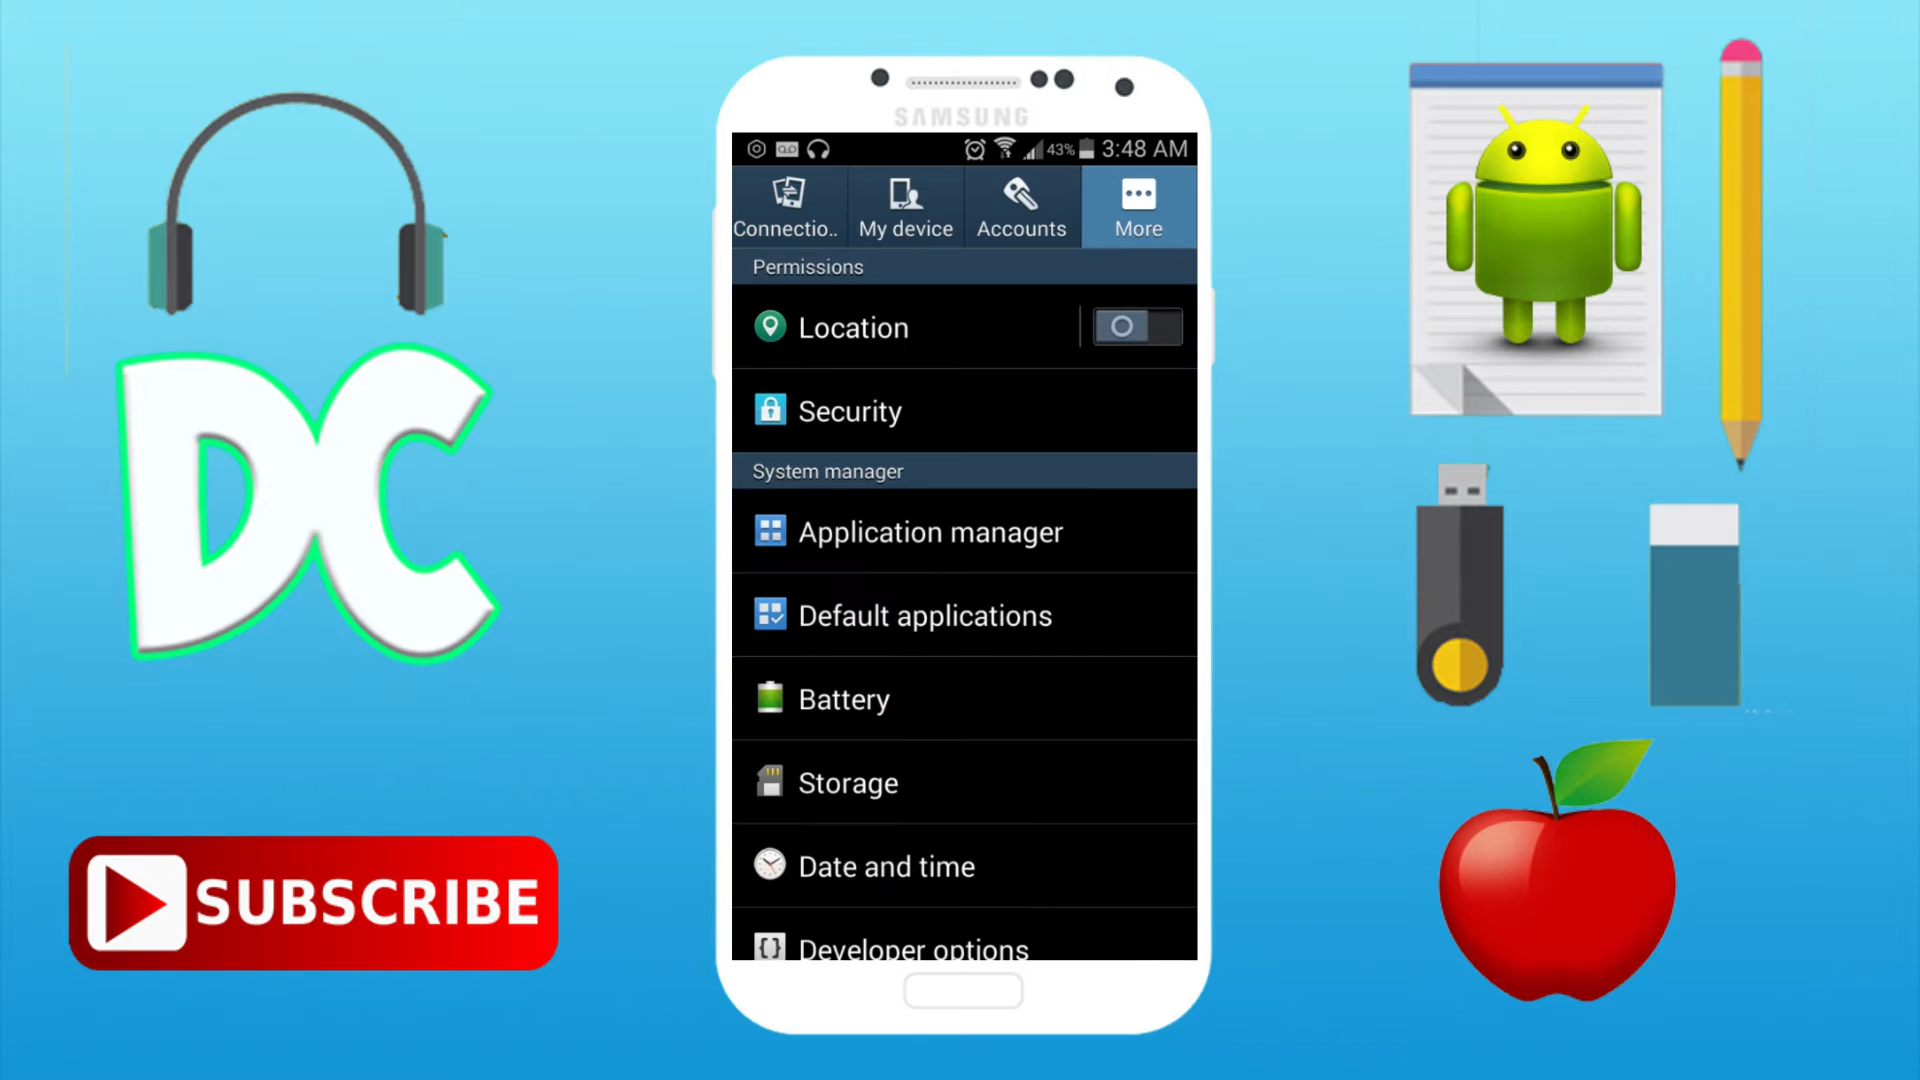 DC
SUBSCRIBE
SAMSUNG
43% 3:48 AM
Connectio..
My device
Accounts
More
Permissions
Location
Security
System manager
Application manager
Default applications
Battery
Storage
Date and time
Developer options